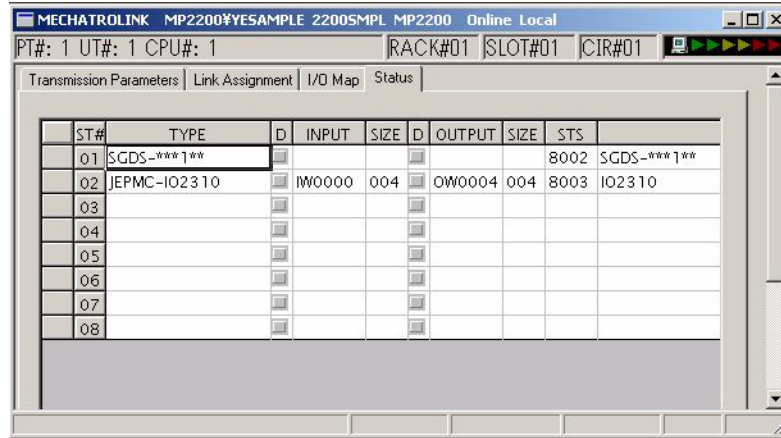 MECHATROLINK MP2200¥YESAMPLE 2200SMPL MP2200 Online Local
PT#: 1 UT#: 1 CPU#: 1 RACK#01 SLOT#01 CIR#01
Transmission Parameters Link Assignment I/O Map Status
ST# TYPE D INPUT SIZE D OUTPUT SIZE STS
01 SGDS-***1** 8002 SGDS-***1**
02 JEPMC-IO2310 IW0000 004 OW0004 004 8003 IO2310
03
04
05
06
07
08